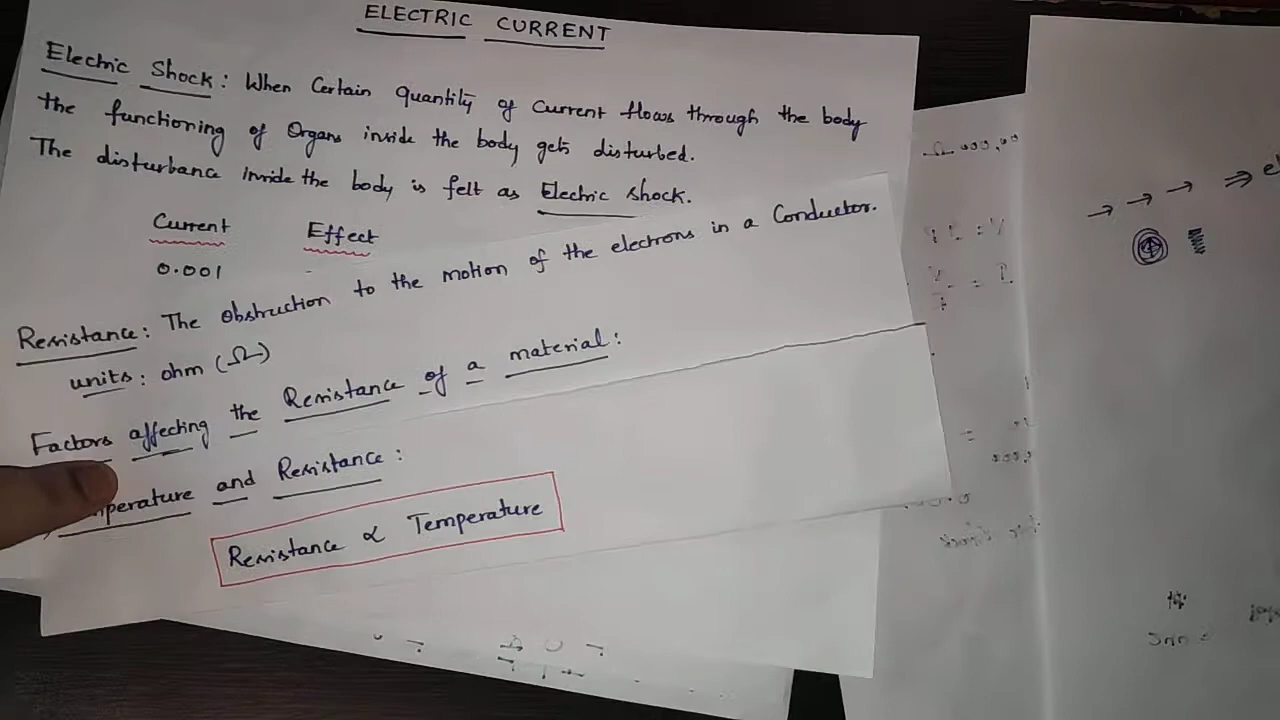 ELECTRIC CURRENT
Electric Shock: When Certain quantity of Current flows through the body
the functioning of Organs inside the body gets disturbed.
The disturbance inside the body is felt as Electric shock.
Current Effect
0.001
Resistance: The obstruction to the motion of the electrons in a Conductor.
units: ohm (Ω)
Factors affecting the Resistance of a material:
perature and Resistance:
Resistance ∝ Temperature
→ → → ⇒ el